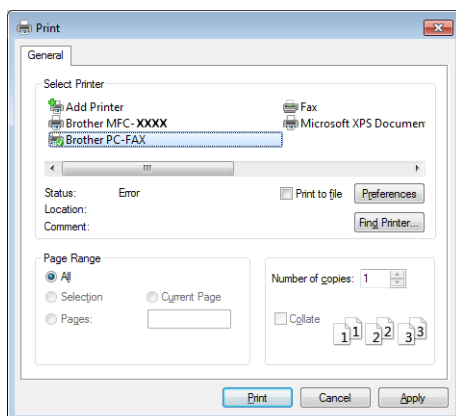 Print
General
Select Printer
Add Printer
Fax
Brother MFC-XXXX
Microsoft XPS Documen
Brother PC-FAX
Status: Error
Print to file
Preferences
Location:
Comment:
Find Printer...
Page Range
All
Selection
Current Page
Pages:
Number of copies: 1
Collate
1 1 2 2 3 3
Print
Cancel
Apply